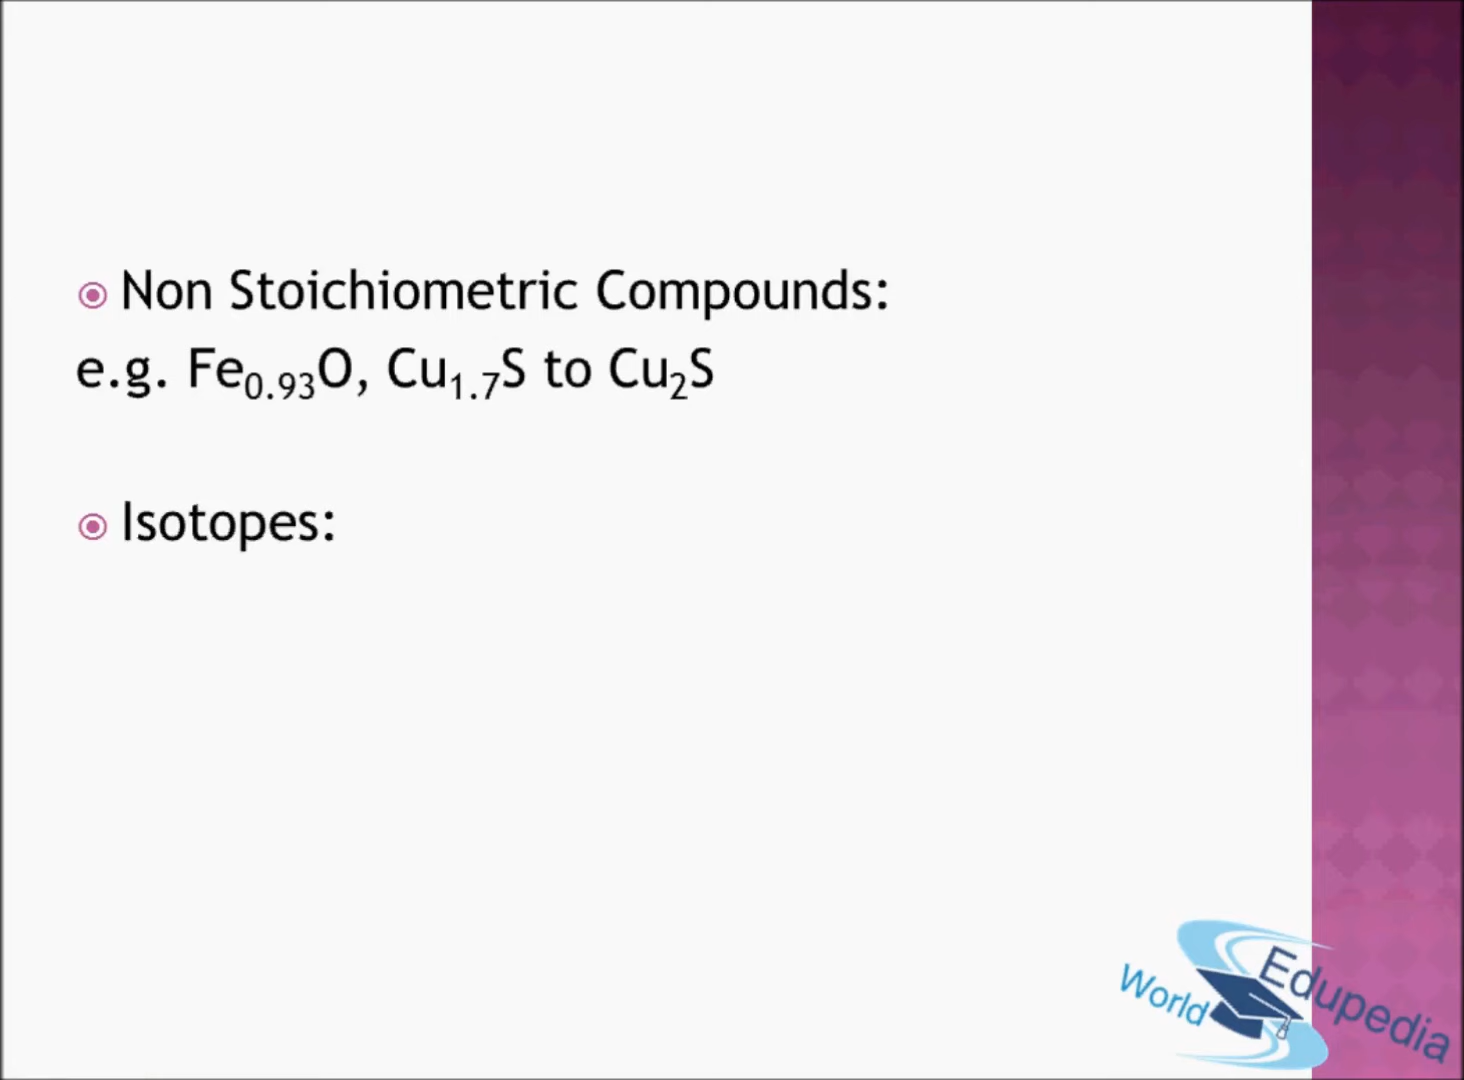 Non Stoichiometric Compounds:
e.g. Fe₀.₉₃O, Cu₁.₇S to Cu₂S
Isotopes:
World Edupedia